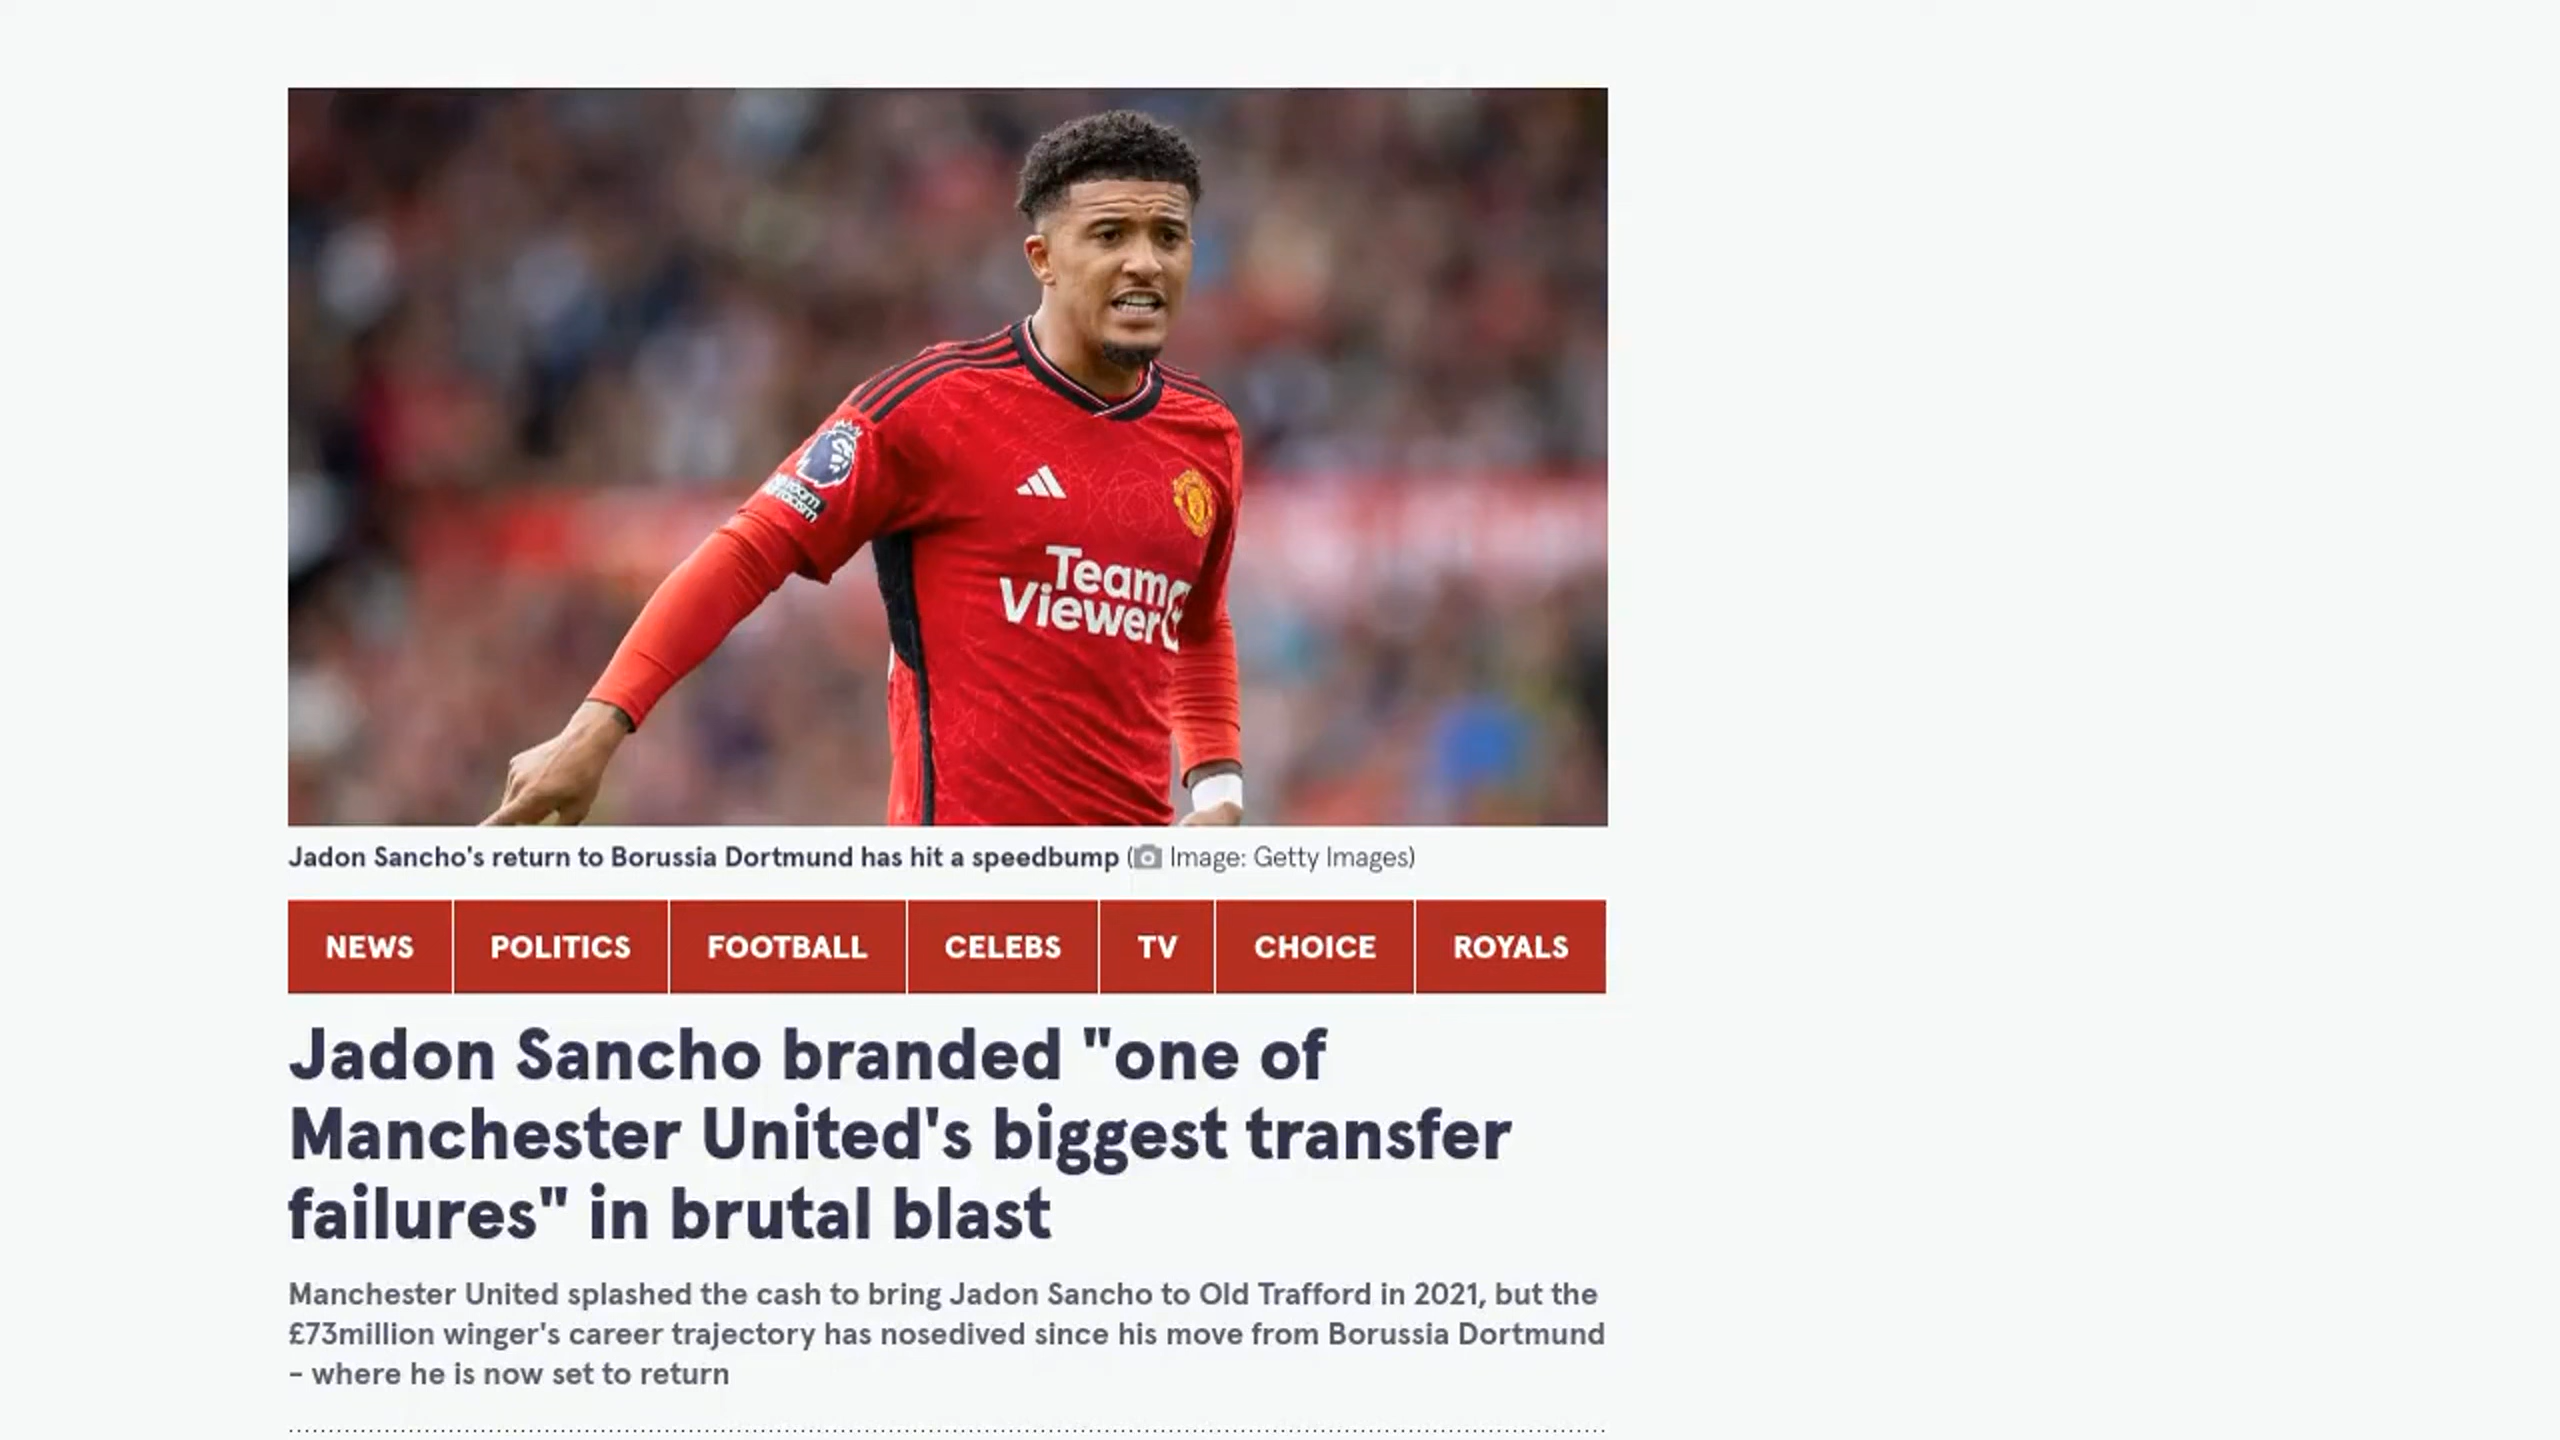 Team
Viewer
Jadon Sancho's return to Borussia Dortmund has hit a speedbump (Image: Getty Images)
NEWS POLITICS FOOTBALL CELEBS TV CHOICE ROYALS
Jadon Sancho branded "one of
Manchester United's biggest transfer
failures" in brutal blast
Manchester United splashed the cash to bring Jadon Sancho to Old Trafford in 2021, but the
£73million winger's career trajectory has nosedived since his move from Borussia Dortmund
– where he is now set to return